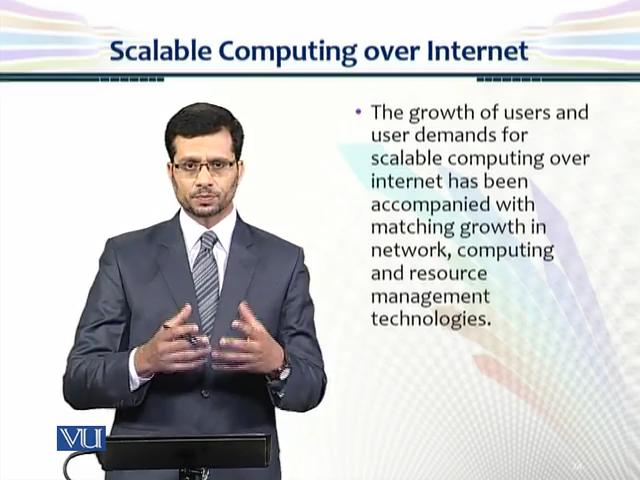 Scalable Computing over Internet
• The growth of users and
user demands for
scalable computing over
internet has been
accompanied with
matching growth in
network, computing
and resource
management
technologies.
VU